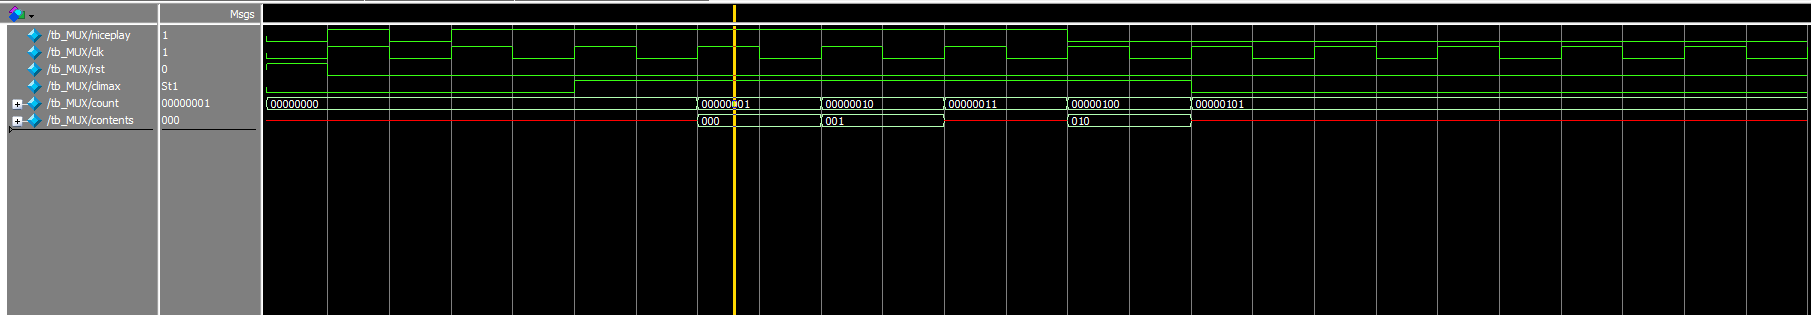 Msgs
/tb_MUX/niceplay 1
/tb_MUX/clk 1
/tb_MUX/rst 0
/tb_MUX/climax St1
/tb_MUX/count 00000001 00000000 00000001 00000010 00000011 00000100 00000101
/tb_MUX/contents 000 000 001 010